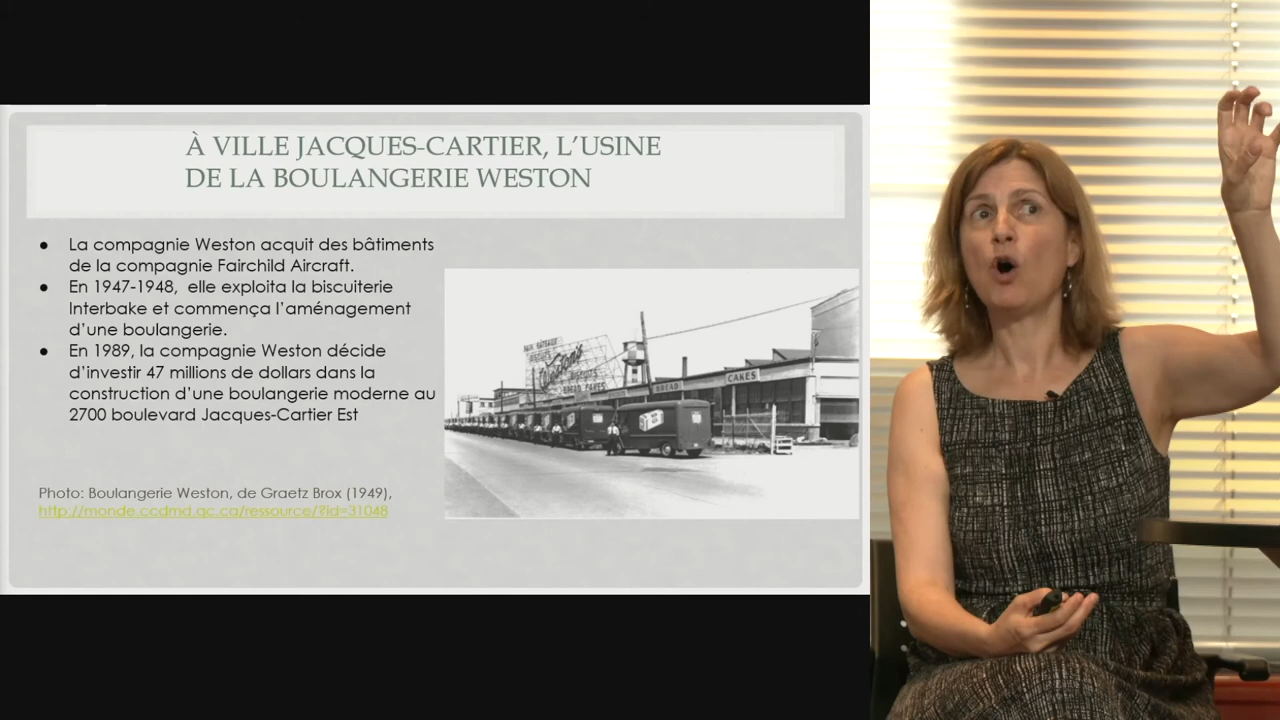 À VILLE JACQUES-CARTIER, L'USINE
DE LA BOULANGERIE WESTON
● La compagnie Weston acquit des bâtiments
de la compagnie Fairchild Aircraft.
● En 1947-1948, elle exploita la biscuiterie
Interbake et commença l'aménagement
d'une boulangerie.
● En 1989, la compagnie Weston décide
d'investir 47 millions de dollars dans la
construction d'une boulangerie moderne au
2700 boulevard Jacques-Cartier Est
Photo: Boulangerie Weston, de Graetz Brox (1949),
http://monde.ccdmd.qc.ca/ressource/?id=31048
Weston's
BREAD CAKES
BREAD
CAKES